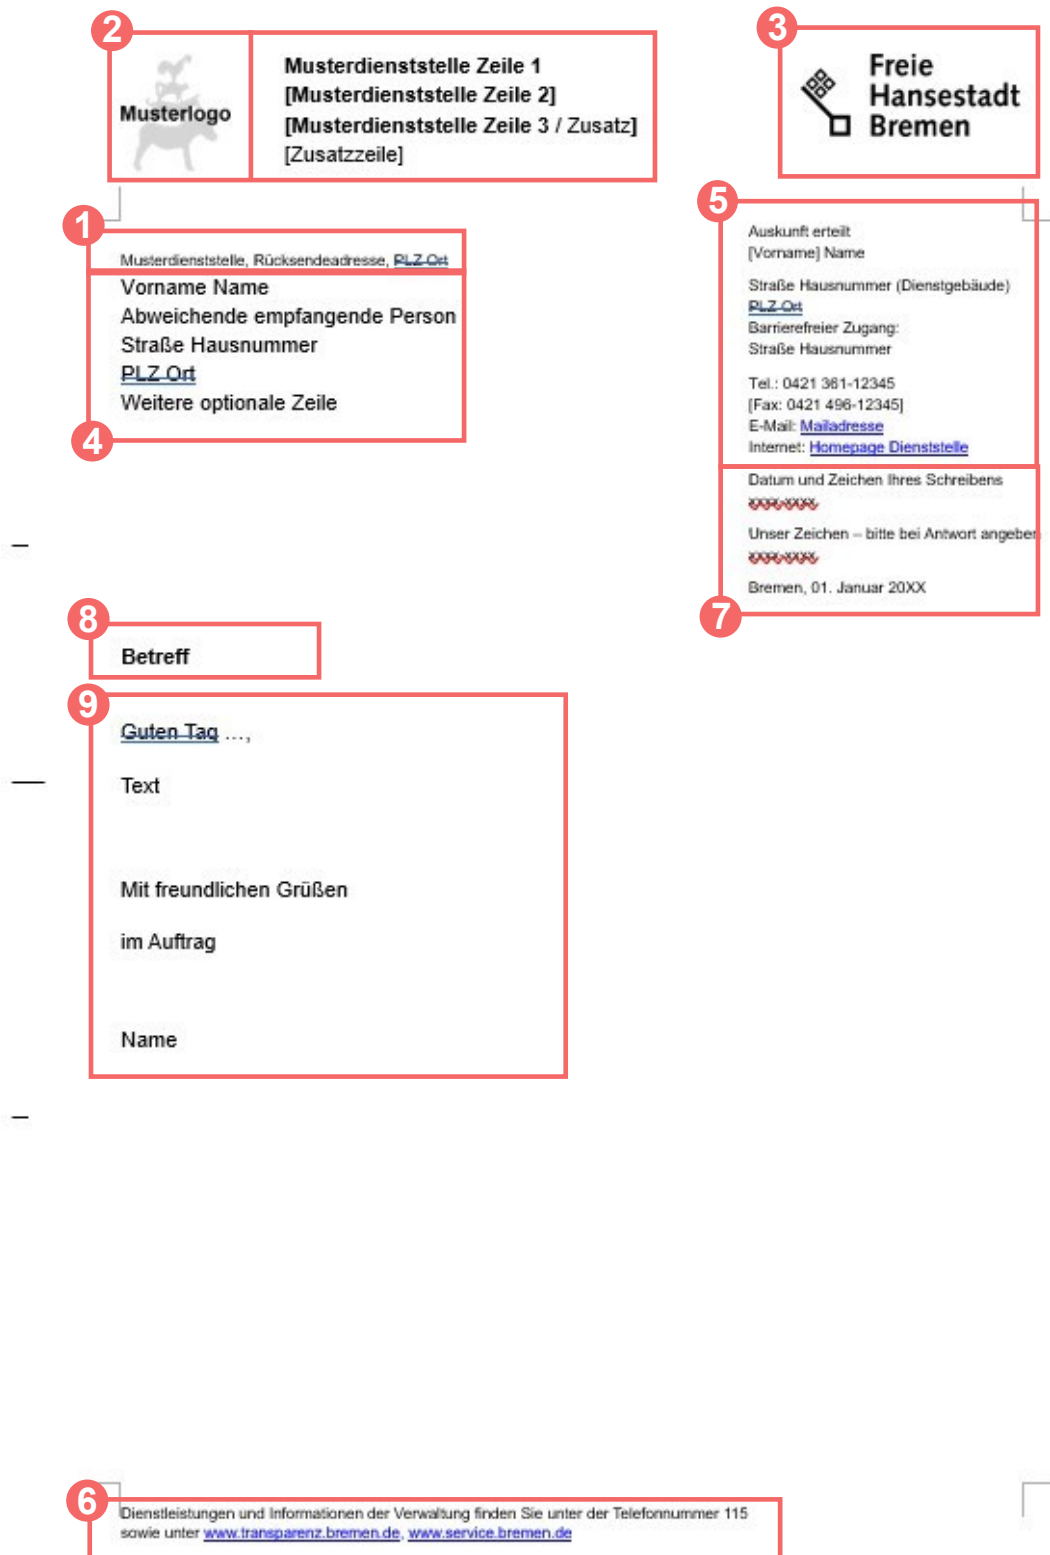 2
Musterlogo
Musterdienststelle Zeile 1
[Musterdienststelle Zeile 2]
[Musterdienststelle Zeile 3 / Zusatz]
[Zusatzzeile]
3
Freie
Hansestadt
Bremen
1
Musterdienststelle, Rücksendeadresse, PLZ Ort
Vorname Name
Abweichende empfangende Person
Straße Hausnummer
PLZ Ort
Weitere optionale Zeile
4
5
Auskunft erteilt
[Vorname] Name
Straße Hausnummer (Dienstgebäude)
PLZ Ort
Barrierefreier Zugang:
Straße Hausnummer
Tel.: 0421 361-12345
[Fax: 0421 496-12345]
E-Mail: Mailadresse
Internet: Homepage Dienststelle
Datum und Zeichen Ihres Schreibens
xxxx-xxxx
Unser Zeichen – bitte bei Antwort angeben
xxxx-xxxx
Bremen, 01. Januar 20XX
7
8
Betreff
9
Guten Tag ...,
Text
Mit freundlichen Grüßen
im Auftrag
Name
6
Dienstleistungen und Informationen der Verwaltung finden Sie unter der Telefonnummer 115
sowie unter www.transparenz.bremen.de, www.service.bremen.de